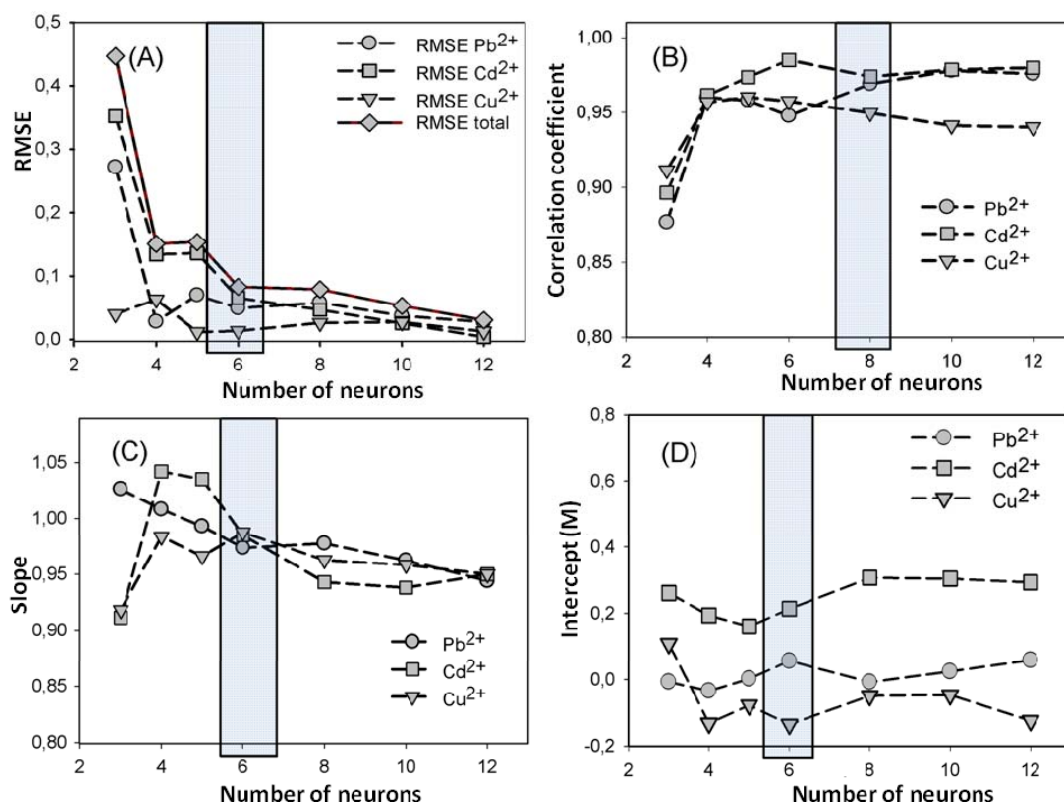 0,5
0,4
0,3
0,2
0,1
0,0
RMSE
(A)
RMSE Pb2+
RMSE Cd2+
RMSE Cu2+
RMSE total
2 4 6 8 10 12
Number of neurons
1,00
0,95
0,90
0,85
0,80
Correlation coefficient
(B)
Pb2+
Cd2+
Cu2+
2 4 6 8 10 12
Number of neurons
1,05
1,00
0,95
0,90
0,85
0,80
Slope
(C)
Pb2+
Cd2+
Cu2+
2 4 6 8 10 12
Number of neurons
0,8
0,6
0,4
0,2
0,0
-0,2
Intercept (M)
(D)
Pb2+
Cd2+
Cu2+
2 4 6 8 10 12
Number of neurons